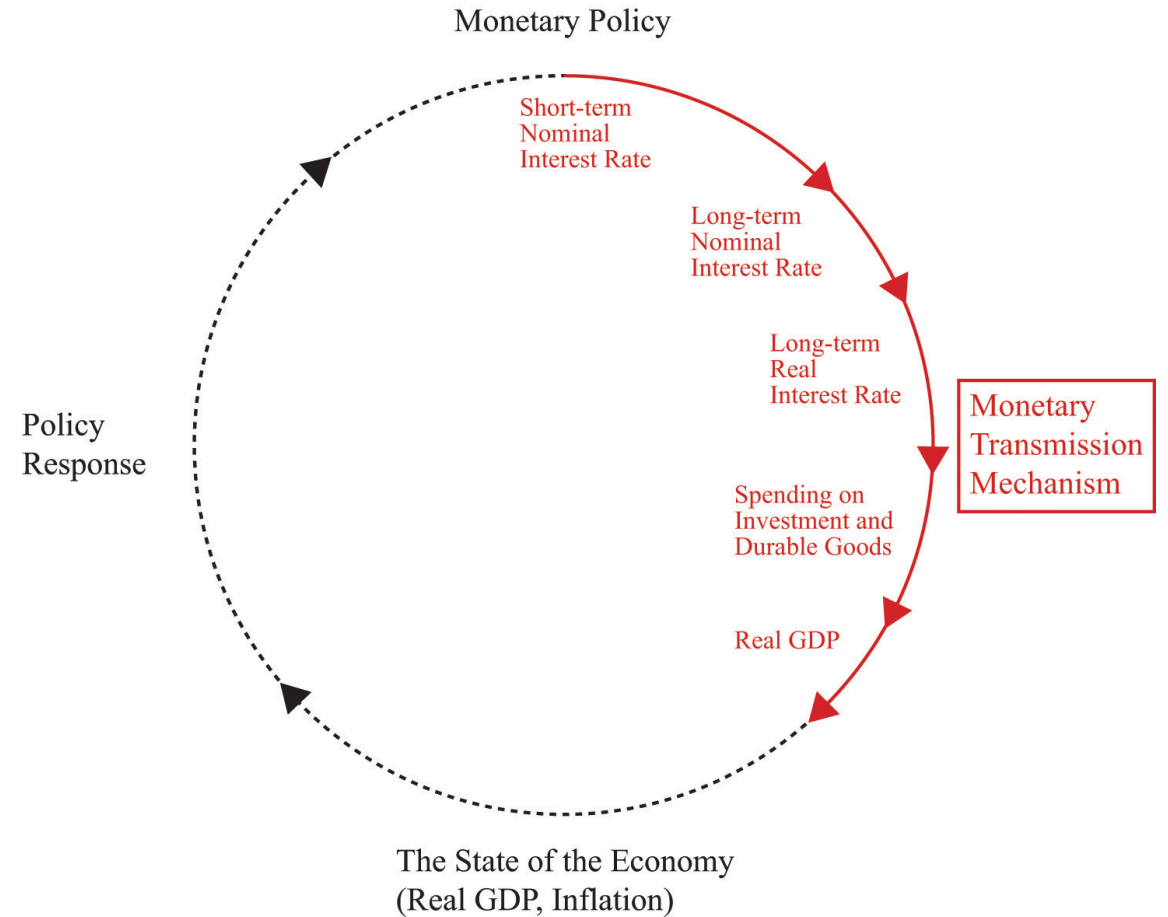 Monetary Policy
Short-term
Nominal
Interest Rate
Long-term
Nominal
Interest Rate
Long-term
Real
Interest Rate
Monetary
Transmission
Mechanism
Policy
Response
Spending on
Investment and
Durable Goods
Real GDP
The State of the Economy
(Real GDP, Inflation)